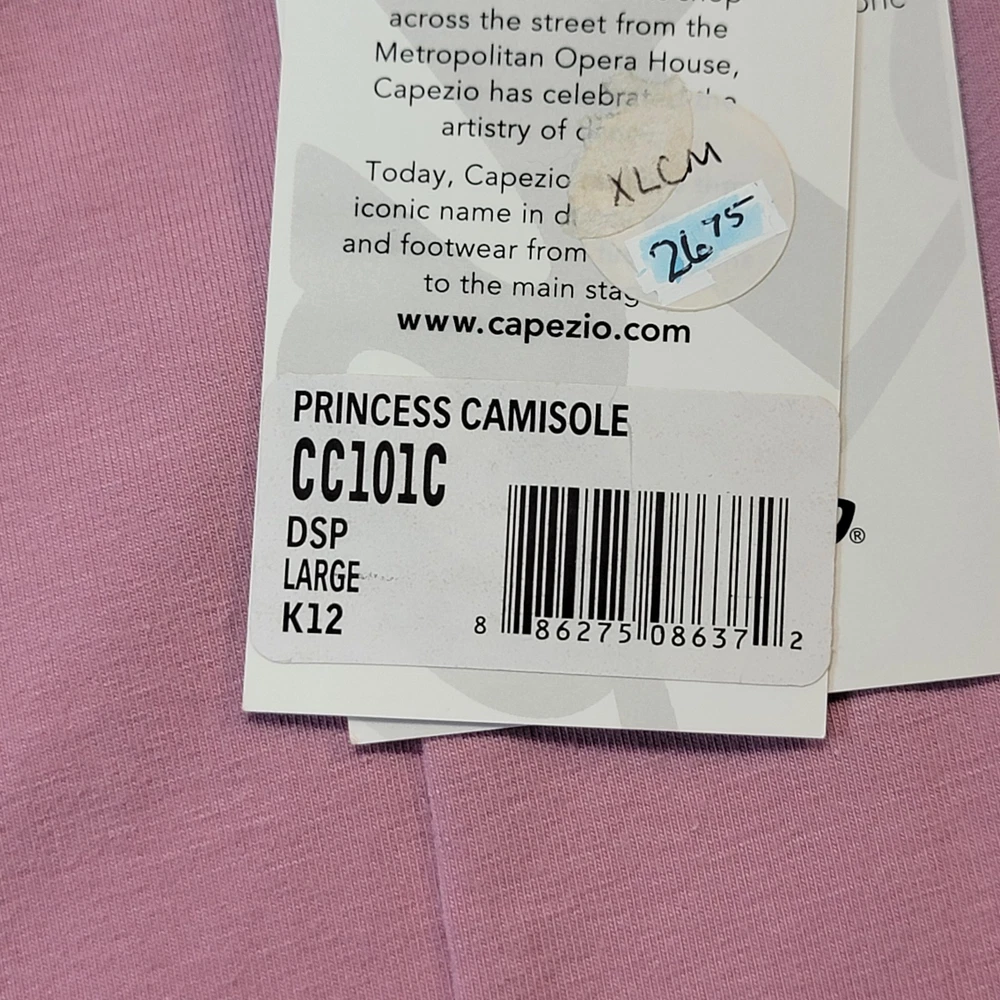 across the street from the
Metropolitan Opera House,
Capezio has
artistry of
Today, Capezio
iconic name in
and footwear from
to the main
www.capezio.com
XLCM
26.75
PRINCESS CAMISOLE
CC101C
DSP
LARGE
K12
8 86275 08637 2
®